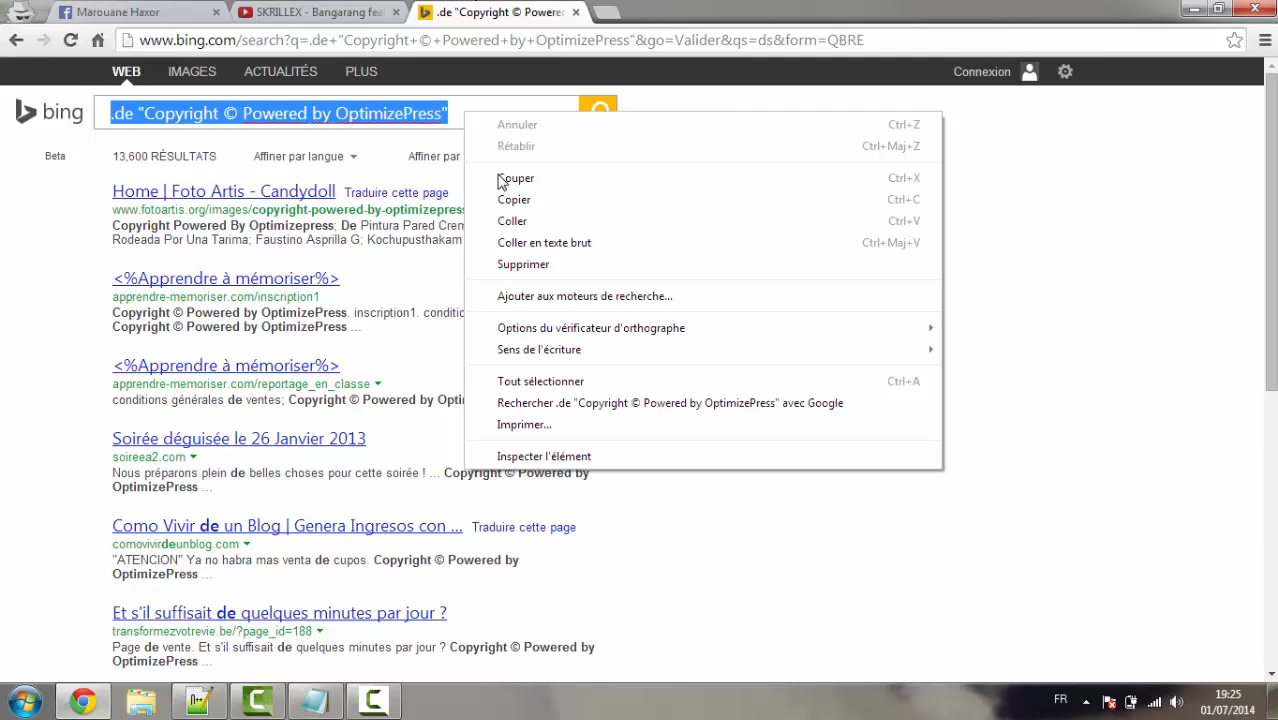 Marouane Haxor
SKRILLEX - Bangarang fea
.de "Copyright © Powere
www.bing.com/search?q=.de+"Copyright+©+Powered+by+OptimizePress"&go=Valider&qs=ds&form=QBRE
WEB IMAGES ACTUALITÉS PLUS
Connexion
bing
.de "Copyright © Powered by OptimizePress"
Beta
13,600 RÉSULTATS Affiner par langue Affiner par
Home | Foto Artis - Candydoll Traduire cette page
www.fotoartis.org/images/copyright-powered-by-optimizepress
Copyright Powered By Optimizepress; De Pintura Pared Crem
Rodeada Por Una Tarima; Faustino Asprilla G; Kochupusthakam
<%Apprendre à mémoriser%>
apprendre-memoriser.com/inscription1
Copyright © Powered By OptimizePress. inscription1. conditio
Copyright © Powered By OptimizePress ...
<%Apprendre à mémoriser%>
apprendre-memoriser.com/reportage_en_classe
conditions générales de ventes; Copyright © Powered By
Soirée déguisée le 26 Janvier 2013
soireea2.com
Nous préparons plein de belles choses pour cette soirée ! ... Copyright © Powered by
OptimizePress ...
Como Vivir de un Blog | Genera Ingresos con ... Traduire cette page
comovivirdeunblog.com
"ATENCION" Ya no habra mas venta de cupos. Copyright © Powered by
OptimizePress ...
Et s'il suffisait de quelques minutes par jour ?
transformezvotrevie.be/?page_id=188
Page de vente. Et s'il suffisait de quelques minutes par jour ? Copyright © Powered by
OptimizePress ...
Annuler Ctrl+Z
Rétablir Ctrl+Maj+Z
Couper Ctrl+X
Copier Ctrl+C
Coller Ctrl+V
Coller en texte brut Ctrl+Maj+V
Supprimer
Ajouter aux moteurs de recherche...
Options du vérificateur d'orthographe
Sens de l'écriture
Tout sélectionner Ctrl+A
Rechercher .de "Copyright © Powered by OptimizePress" avec Google
Imprimer...
Inspecter l'élément
FR
19:25
01/07/2014